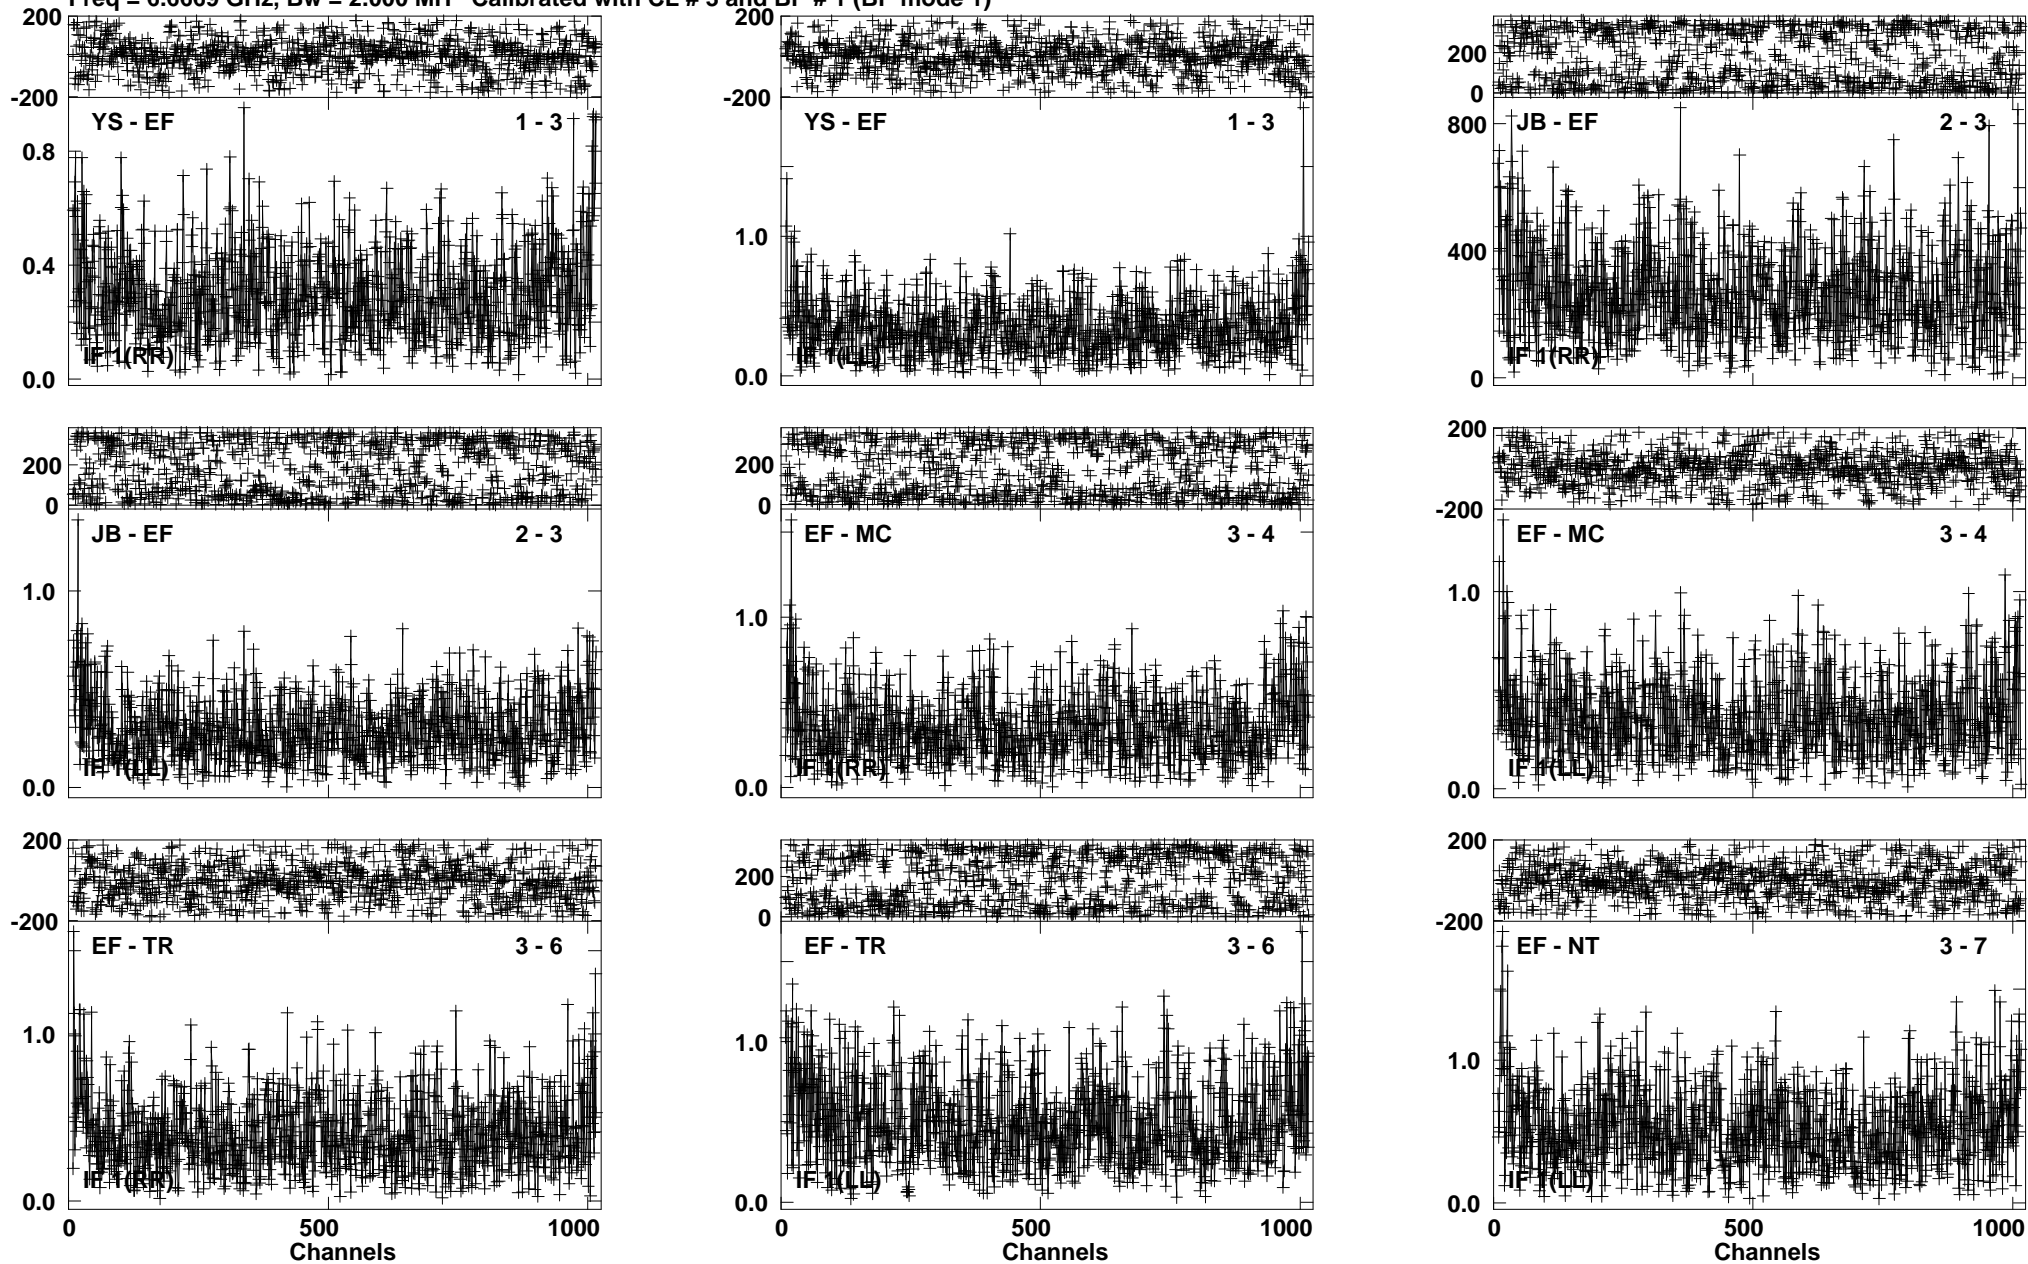 Freq = 6.6669 GHz, Bw = 2.000 MH Calibrated with CL # 3 and BP # 1 (BP mode 1)
200
-200
YS - EF 1 - 3
0.8
0.4
0.0
IF 1(RR)
YS - EF 1 - 3
200
-200
1.0
0.0
IF 1(LL)
200
0
JB - EF 2 - 3
800
400
0
IF 1(RR)
200
0
JB - EF 2 - 3
1.0
0.0
IF 1(LL)
200
0
EF - MC 3 - 4
1.0
0.0
IF 1(RR)
200
-200
EF - MC 3 - 4
1.0
0.0
IF 1(LL)
200
-200
EF - TR 3 - 6
1.0
0.0
IF 1(RR)
0 500 1000
Channels
200
0
EF - TR 3 - 6
1.0
0.0
IF 1(LL)
0 500 1000
Channels
200
-200
EF - NT 3 - 7
1.0
0.0
IF 1(LL)
0 500 1000
Channels